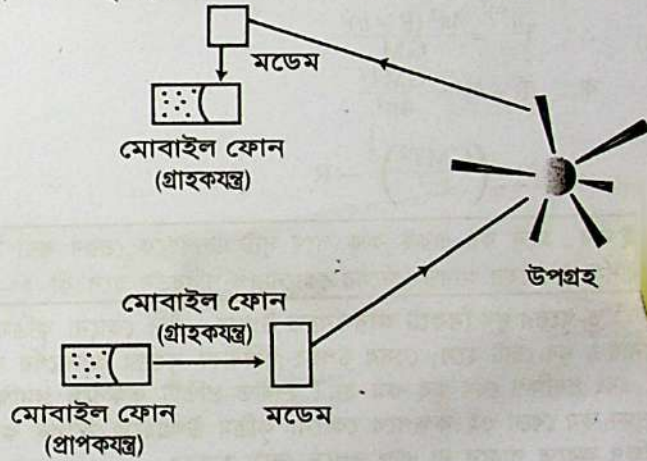 মডেম
মোবাইল ফোন
(গ্রাহকযন্ত্র)
উপগ্রহ
মোবাইল ফোন
(গ্রাহকযন্ত্র)
মোবাইল ফোন
(প্রাপকযন্ত্র)
মডেম